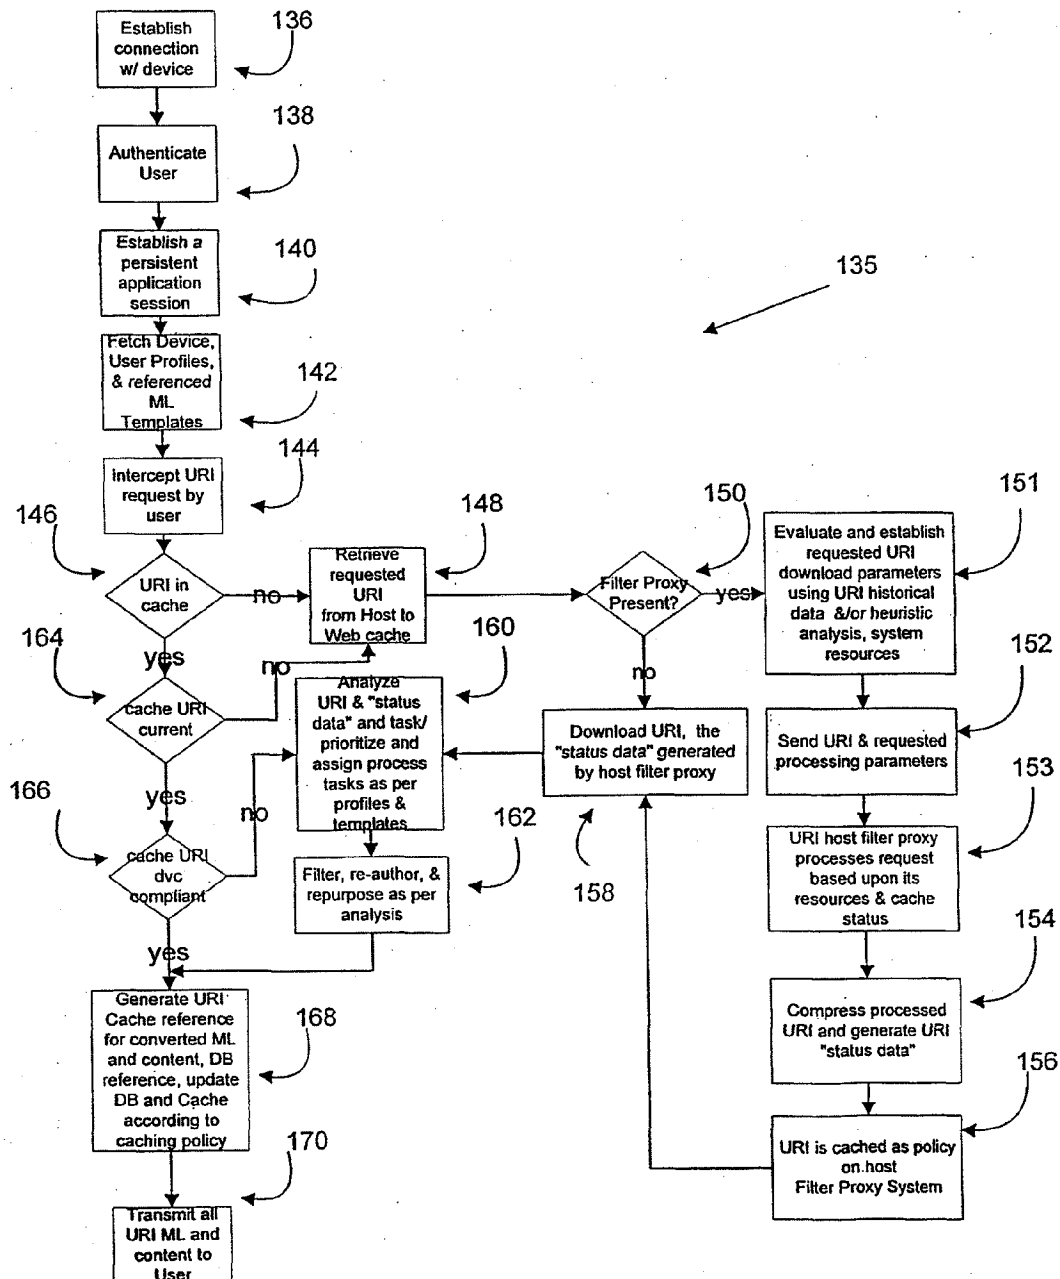 136
Establish
connection
w/ device
138
Authenticate
User
140
Establish a
persistent
application
session
135
142
Fetch Device,
User Profiles,
& referenced
ML
Templates
144
intercept URI
request by
user
146
URI in
cache
no
yes
148
Retrieve
requested
URI
from Host to
Web cache
150
Filter Proxy
Present?
yes
no
151
Evaluate and establish
requested URI
download parameters
using URI historical
data &/or heuristic
analysis, system
resources
164
cache URI
current
no
yes
160
Analyze
URI & "status
data" and task/
prioritize and
assign process
tasks as per
profiles &
templates
Download URI, the
"status data" generated
by host filter proxy
158
152
Send URI & requested
processing parameters
153
URI host filter proxy
processes request
based upon its
resources & cache
status
166
cache URI
dvc
compliant
no
yes
162
Filter, re-author, &
repurpose as per
analysis
154
Compress processed
URI and generate URI
"status data"
168
Generate URI
Cache reference
for converted ML
and content, DB
reference, update
DB and Cache
according to
caching policy
156
URI is cached as policy
on host
Filter Proxy System
170
Transmit all
URI ML and
content to
User